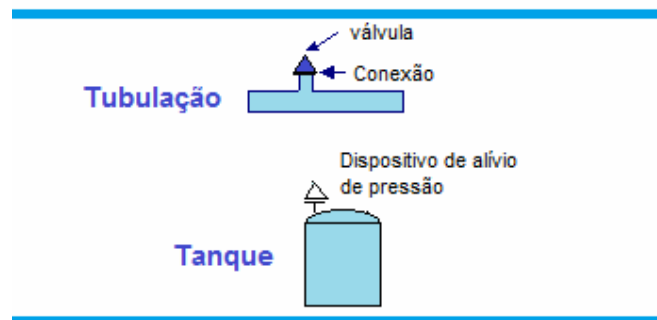 válvula
Conexão
Tubulação
Dispositivo de alívio
de pressão
Tanque